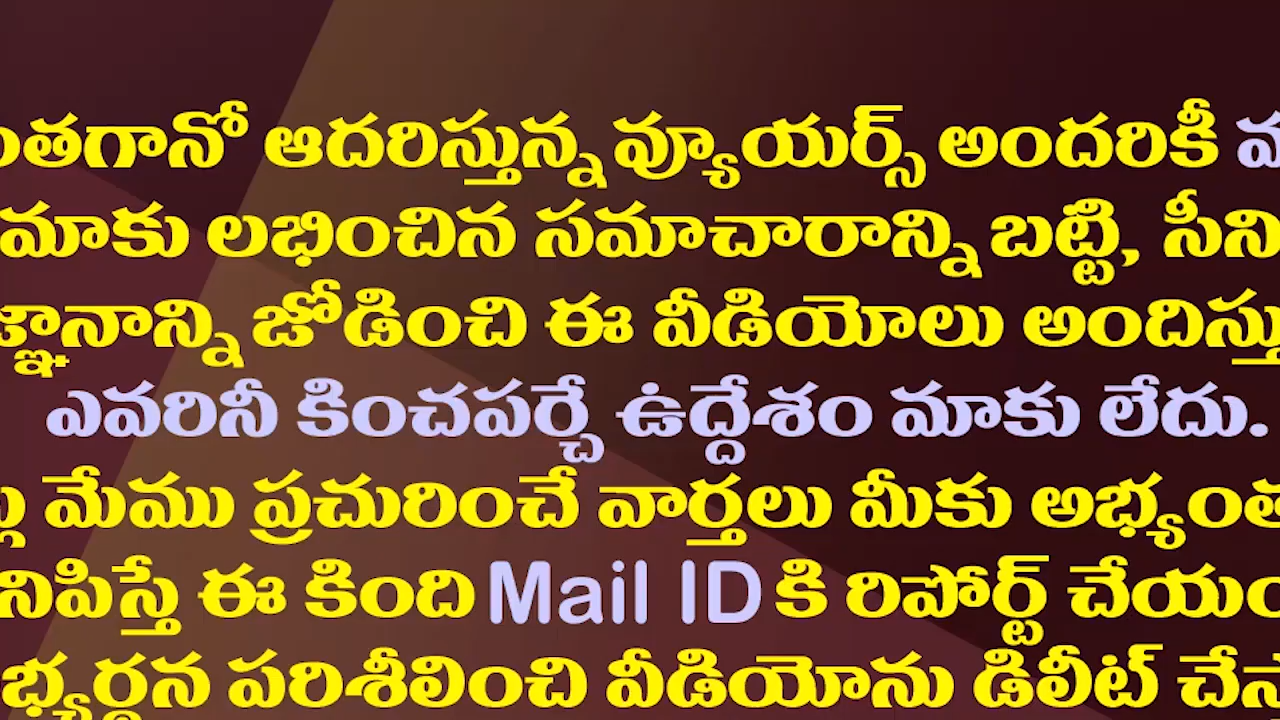 ంతగానో ఆదరిస్తున్న వ్యూయర్స్ అందరికీ
మాకు లభించిన సమాచారాన్ని బట్టి, సీని
జ్ఞానాన్ని జోడించి ఈ వీడియోలు అందిస్తు
ఎవరినీ కించపర్చే ఉద్దేశం మాకు లేదు.
మేము ప్రచురించే వార్తలు మీకు అభ్యంత
నిపిస్తే ఈ కింది Mail ID కి రిపోర్ట్ చేయం
భ్యర్థన పరిశీలించి వీడియోను డిలీట్ చేస